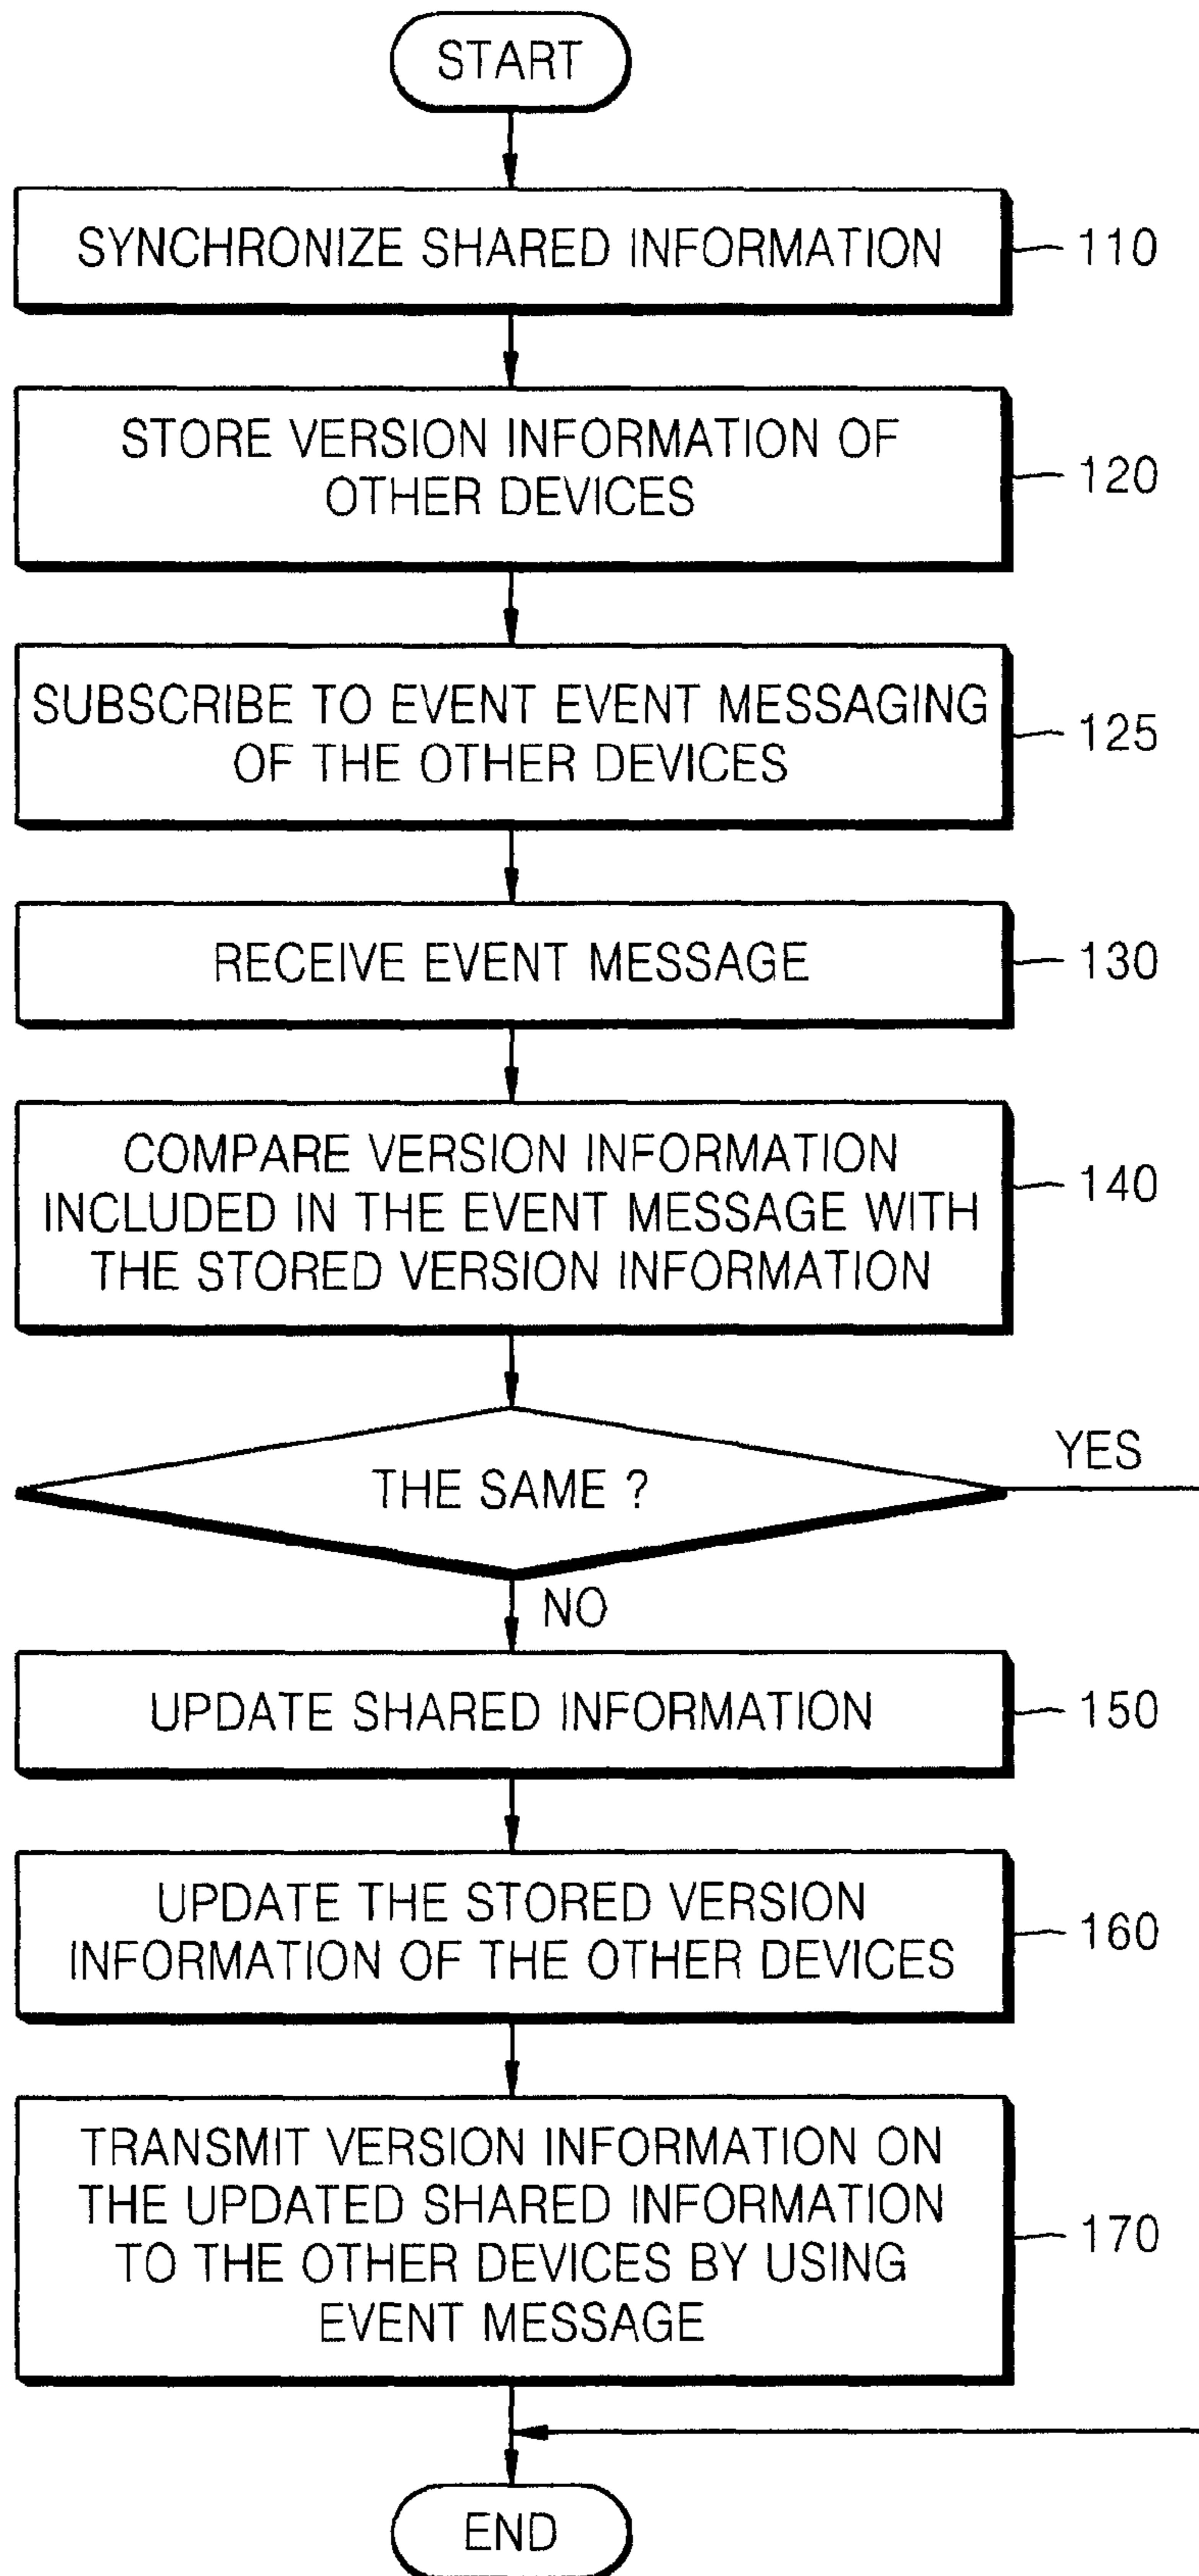 START
SYNCHRONIZE SHARED INFORMATION
110
STORE VERSION INFORMATION OF
OTHER DEVICES
120
SUBSCRIBE TO EVENT EVENT MESSAGING
OF THE OTHER DEVICES
125
RECEIVE EVENT MESSAGE
130
COMPARE VERSION INFORMATION
INCLUDED IN THE EVENT MESSAGE WITH
THE STORED VERSION INFORMATION
140
THE SAME ?
YES
NO
UPDATE SHARED INFORMATION
150
UPDATE THE STORED VERSION
INFORMATION OF THE OTHER DEVICES
160
TRANSMIT VERSION INFORMATION ON
THE UPDATED SHARED INFORMATION
TO THE OTHER DEVICES BY USING
EVENT MESSAGE
170
END